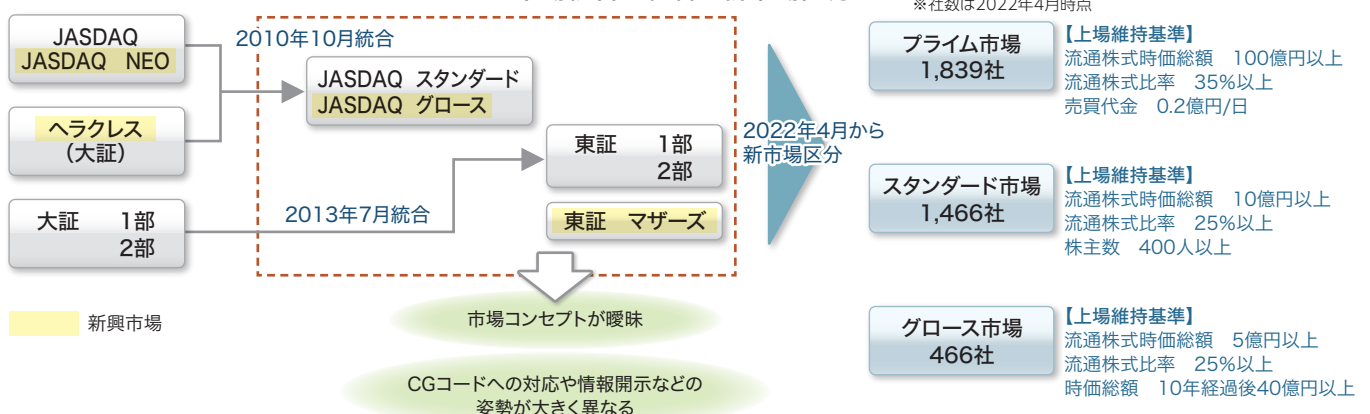 ※社数は2022年4月時点
JASDAQ
JASDAQ NEO
ヘラクレス
（大証）
大証 1部
2部
新興市場
2010年10月統合
JASDAQ スタンダード
JASDAQ グロース
2013年7月統合
東証 1部
2部
東証 マザーズ
市場コンセプトが曖昧
CGコードへの対応や情報開示などの
姿勢が大きく異なる
2022年4月から
新市場区分
プライム市場
1,839社
【上場維持基準】
流通株式時価総額 100億円以上
流通株式比率 35%以上
売買代金 0.2億円/日
スタンダード市場
1,466社
【上場維持基準】
流通株式時価総額 10億円以上
流通株式比率 25%以上
株主数 400人以上
グロース市場
466社
【上場維持基準】
流通株式時価総額 5億円以上
流通株式比率 25%以上
時価総額 10年経過後40億円以上